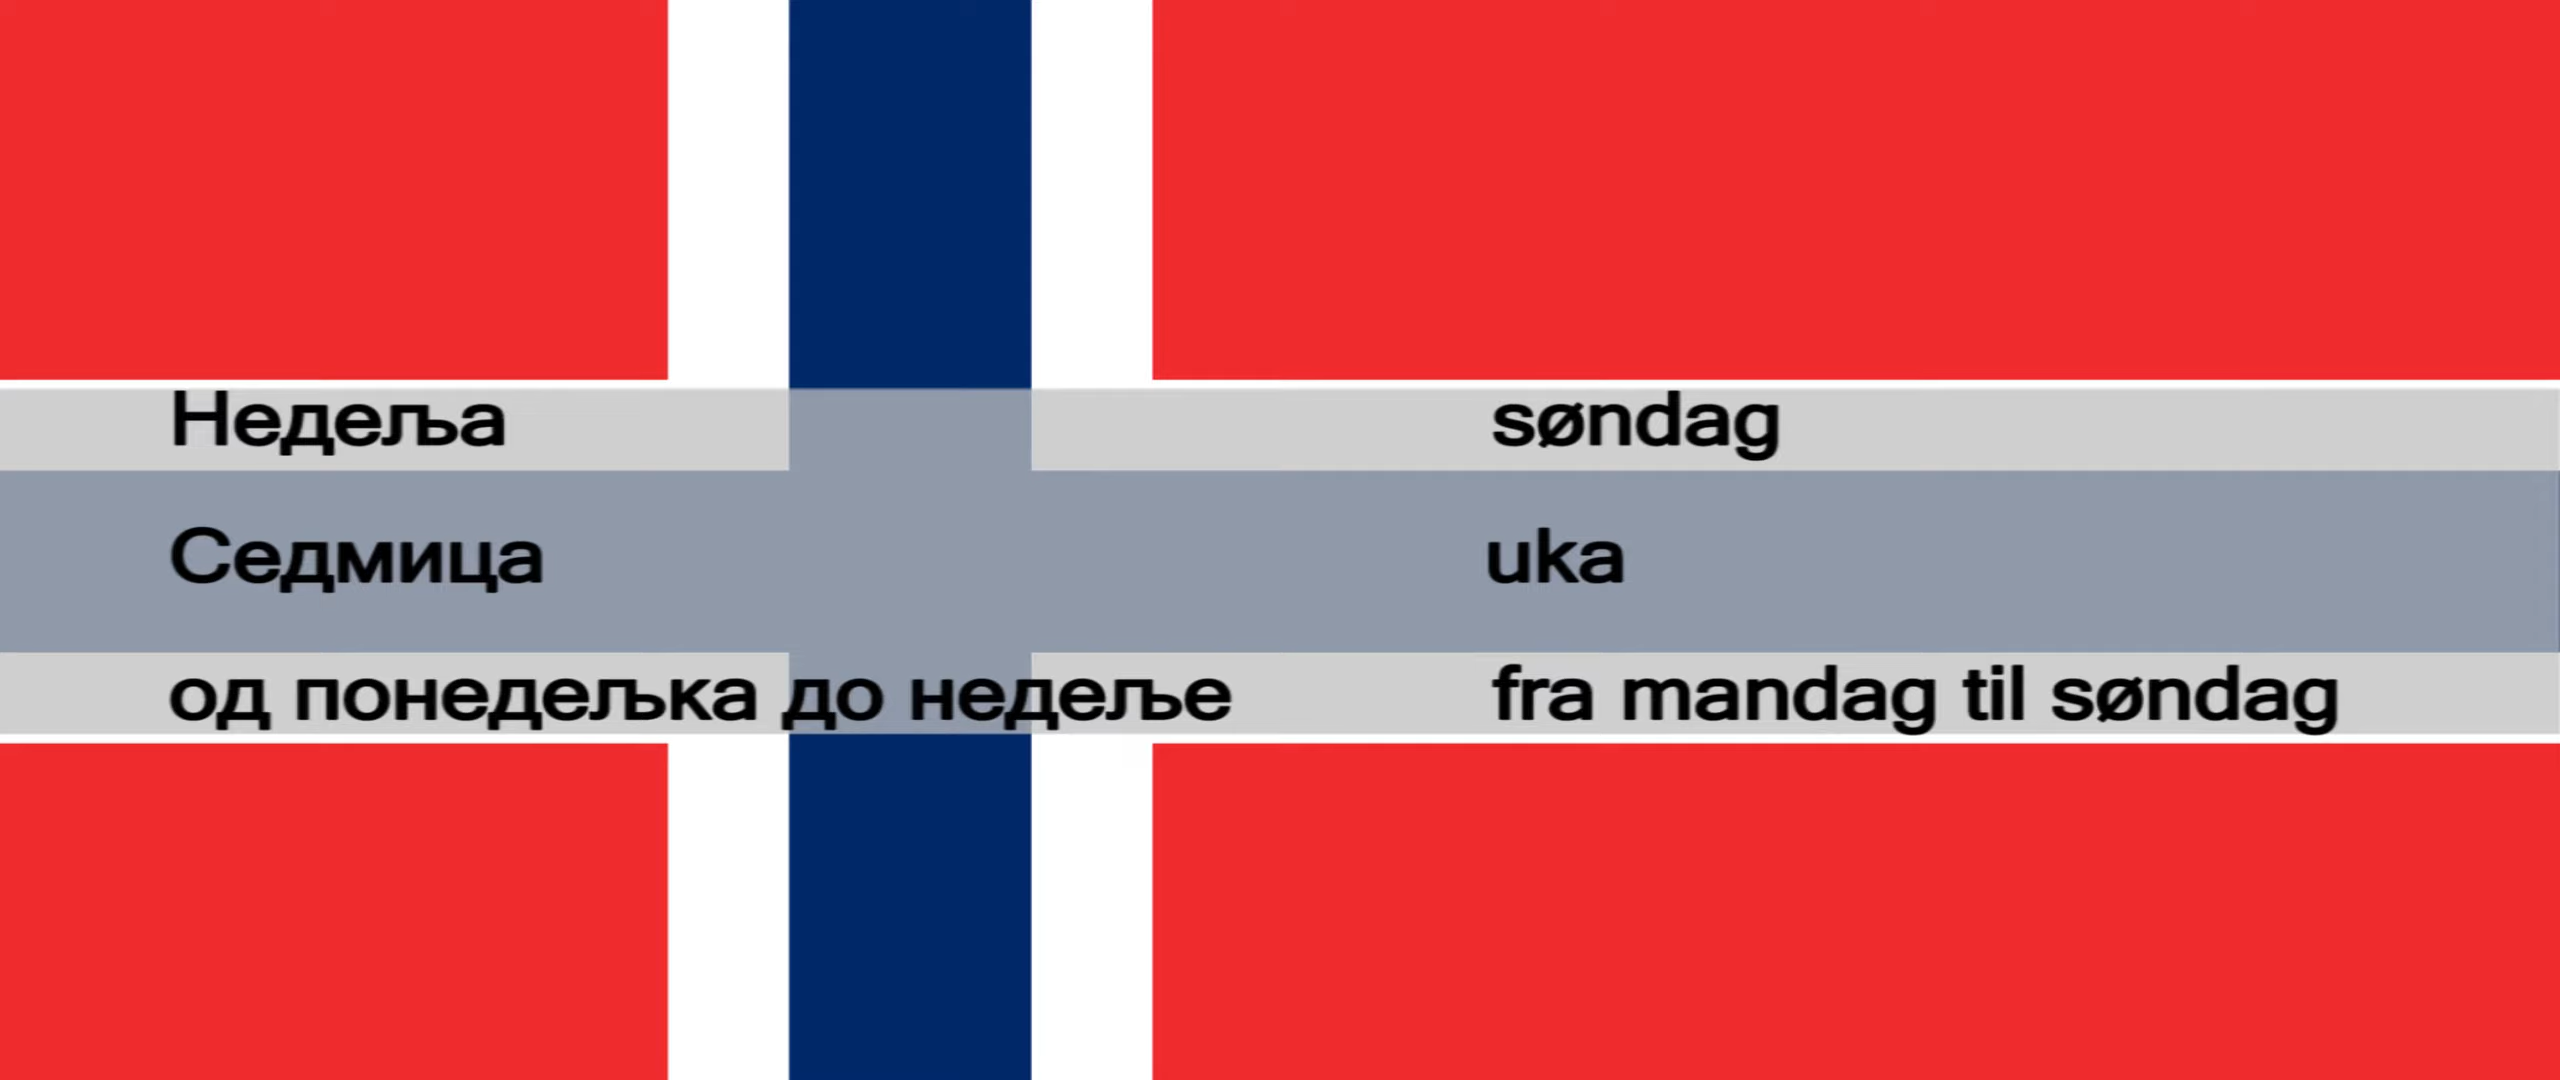 Недеља søndag
Седмица uka
од понедељка до недеље fra mandag til søndag